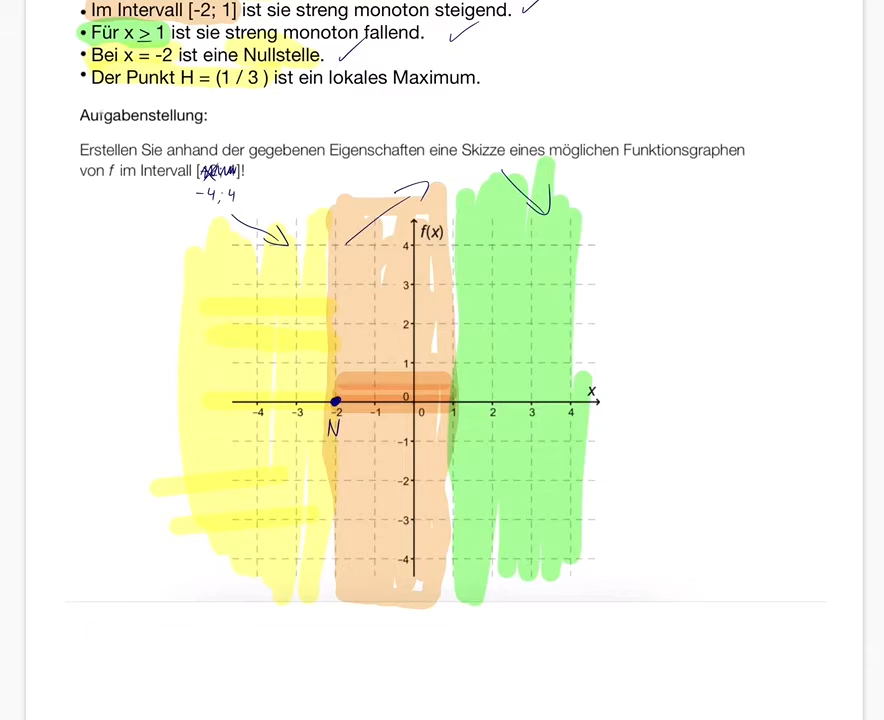 • Im Intervall [-2; 1] ist sie streng monoton steigend.
• Für x ≥ 1 ist sie streng monoton fallend.
• Bei x = -2 ist eine Nullstelle.
• Der Punkt H = (1 / 3 ) ist ein lokales Maximum.
Aufgabenstellung:
Erstellen Sie anhand der gegebenen Eigenschaften eine Skizze eines möglichen Funktionsgraphen
von f im Intervall [ ]!
-4; 4
f(x)
4
3
2
1
0
x
-4 -3 -2 -1 0 1 2 3 4
N
-1
-2
-3
-4